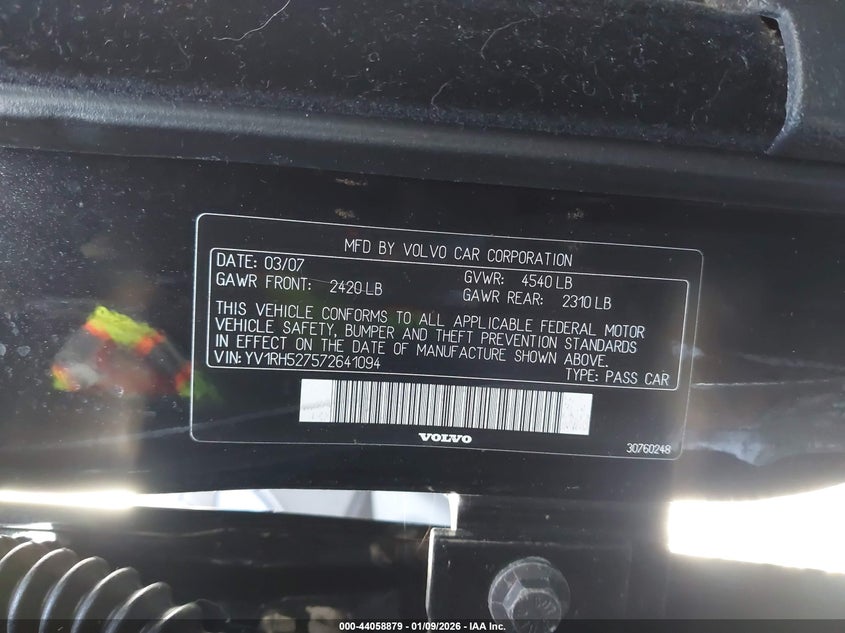 MFD BY VOLVO CAR CORPORATION
DATE: 03/07 GVWR: 4540 LB
GAWR FRONT: 2420 LB GAWR REAR: 2310 LB
THIS VEHICLE CONFORMS TO ALL APPLICABLE FEDERAL MOTOR
VEHICLE SAFETY, BUMPER AND THEFT PREVENTION STANDARDS
IN EFFECT ON THE DATE OF MANUFACTURE SHOWN ABOVE.
VIN: YV1RH527572641094 TYPE: PASS CAR
VOLVO 30760248
000-44058879 - 01/09/2026 - IAA Inc.